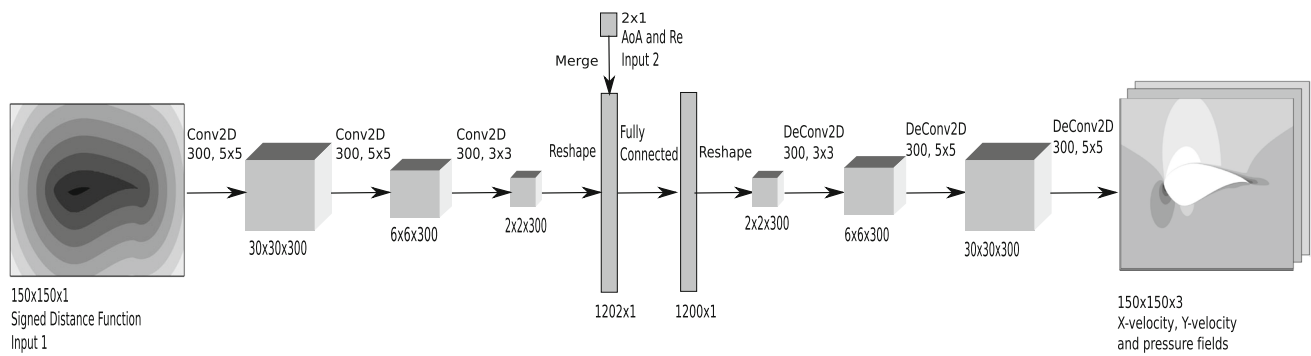 150x150x1
Signed Distance Function
Input 1
Conv2D
300, 5x5
30x30x300
Conv2D
300, 5x5
6x6x300
Conv2D
300, 3x3
2x2x300
Reshape
2x1
AoA and Re
Input 2
Merge
1202x1
Fully
Connected
1200x1
Reshape
2x2x300
DeConv2D
300, 3x3
6x6x300
DeConv2D
300, 5x5
30x30x300
DeConv2D
300, 5x5
150x150x3
X-velocity, Y-velocity
and pressure fields